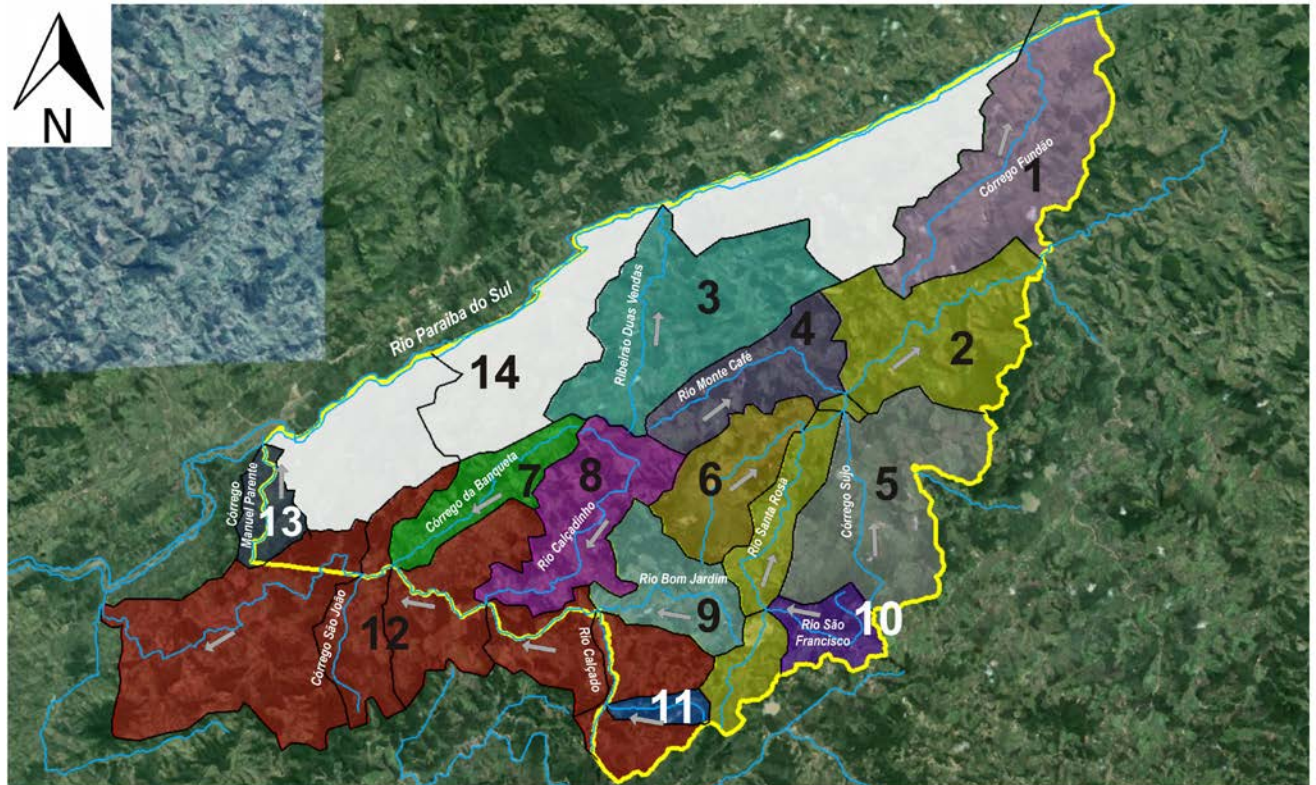 N
Rio Paraíba do Sul
Córrego Fundão
1
Ribeirão Duas Vendas
3
4
2
Rio Monte Café
14
Córrego da Banqueta
7
8
6
Rio Santa Rosa
Córrego Sujo
5
Córrego
Manuel Parente
13
Rio Calçadinho
Rio Bom Jardim
9
10
Rio São
Francisco
Córrego São João
12
Rio Calçado
11